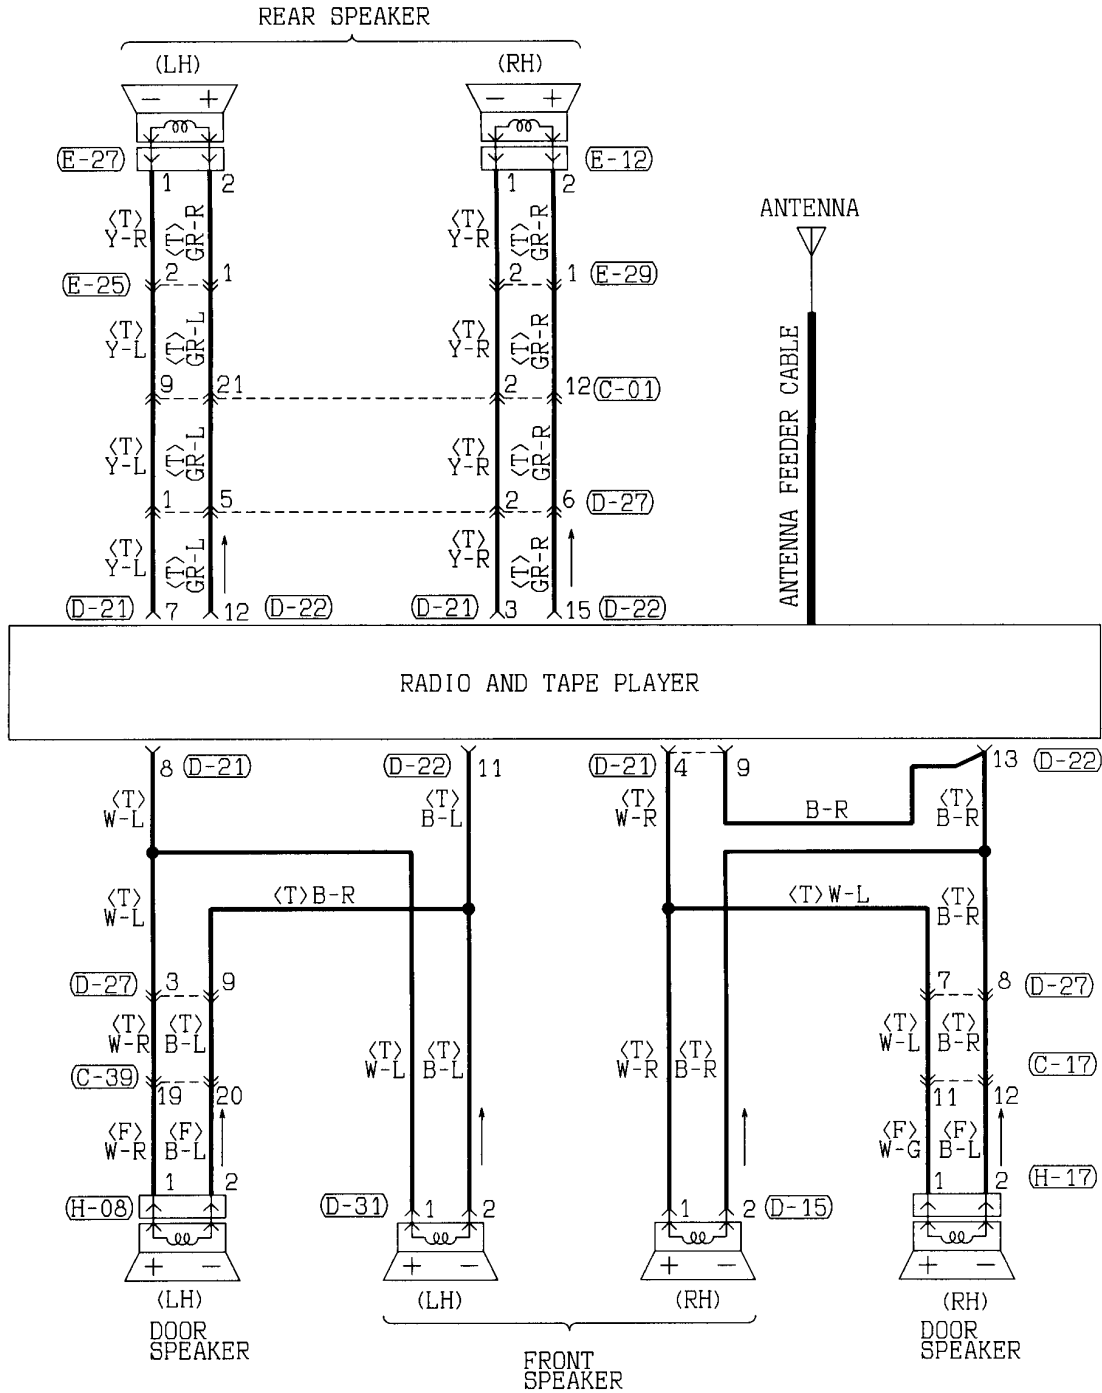 REAR SPEAKER
(LH) (RH)
− + − +
(E-27) 1 2 1 2 (E-12)
ANTENNA
<T> Y-R <T> GR-R <T> Y-R <T> GR-R
(E-25) 2 1 2 1 (E-29)
<T> Y-L <T> GR-L <T> Y-R <T> GR-R
ANTENNA FEEDER CABLE
9 21 2 12 (C-01)
<T> Y-L <T> GR-L <T> Y-R <T> GR-R
1 5 2 6 (D-27)
<T> Y-L <T> GR-L <T> Y-R <T> GR-R
(D-21) 7 12 (D-22) (D-21) 3 15 (D-22)
RADIO AND TAPE PLAYER
8 (D-21) (D-22) 11 (D-21) 4 9 13 (D-22)
<T> W-L <T> B-L <T> W-R B-R <T> B-R
<T> W-L <T> B-R <T> W-L <T> B-R
(D-27) 3 9 7 8 (D-27)
<T> W-R <T> B-L <T> W-L <T> B-L <T> W-R <T> B-R <T> W-L <T> B-R
(C-39) 19 20 11 12 (C-17)
<F> W-R <F> B-L <F> W-G <F> B-L
(H-08) 1 2 (D-31) 1 2 1 2 (D-15) 1 2 (H-17)
+ − + − + − + −
(LH) (LH) (RH) (RH)
DOOR
SPEAKER
FRONT
SPEAKER
DOOR
SPEAKER